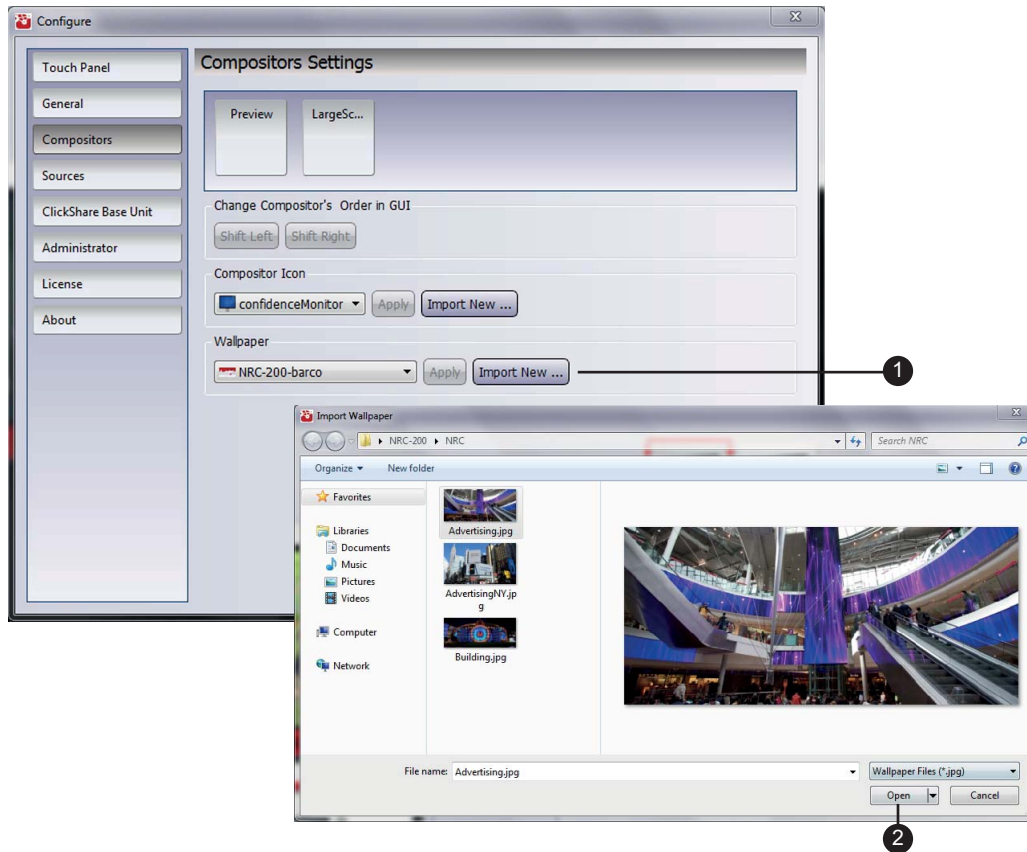 Configure
Touch Panel
General
Compositors
Sources
ClickShare Base Unit
Administrator
License
About
Compositors Settings
Preview
LargeSc...
Change Compositor's Order in GUI
Shift Left
Shift Right
Compositor Icon
confidenceMonitor
Apply
Import New ...
Wallpaper
NRC-200-barco
Apply
Import New ...
1
Import Wallpaper
NRC-200
NRC
Search NRC
Organize
New folder
Favorites
Libraries
Documents
Music
Pictures
Videos
Computer
Network
Advertising.jpg
AdvertisingNY.jp
g
Building.jpg
File name:
Advertising.jpg
Wallpaper Files (*.jpg)
Open
Cancel
2